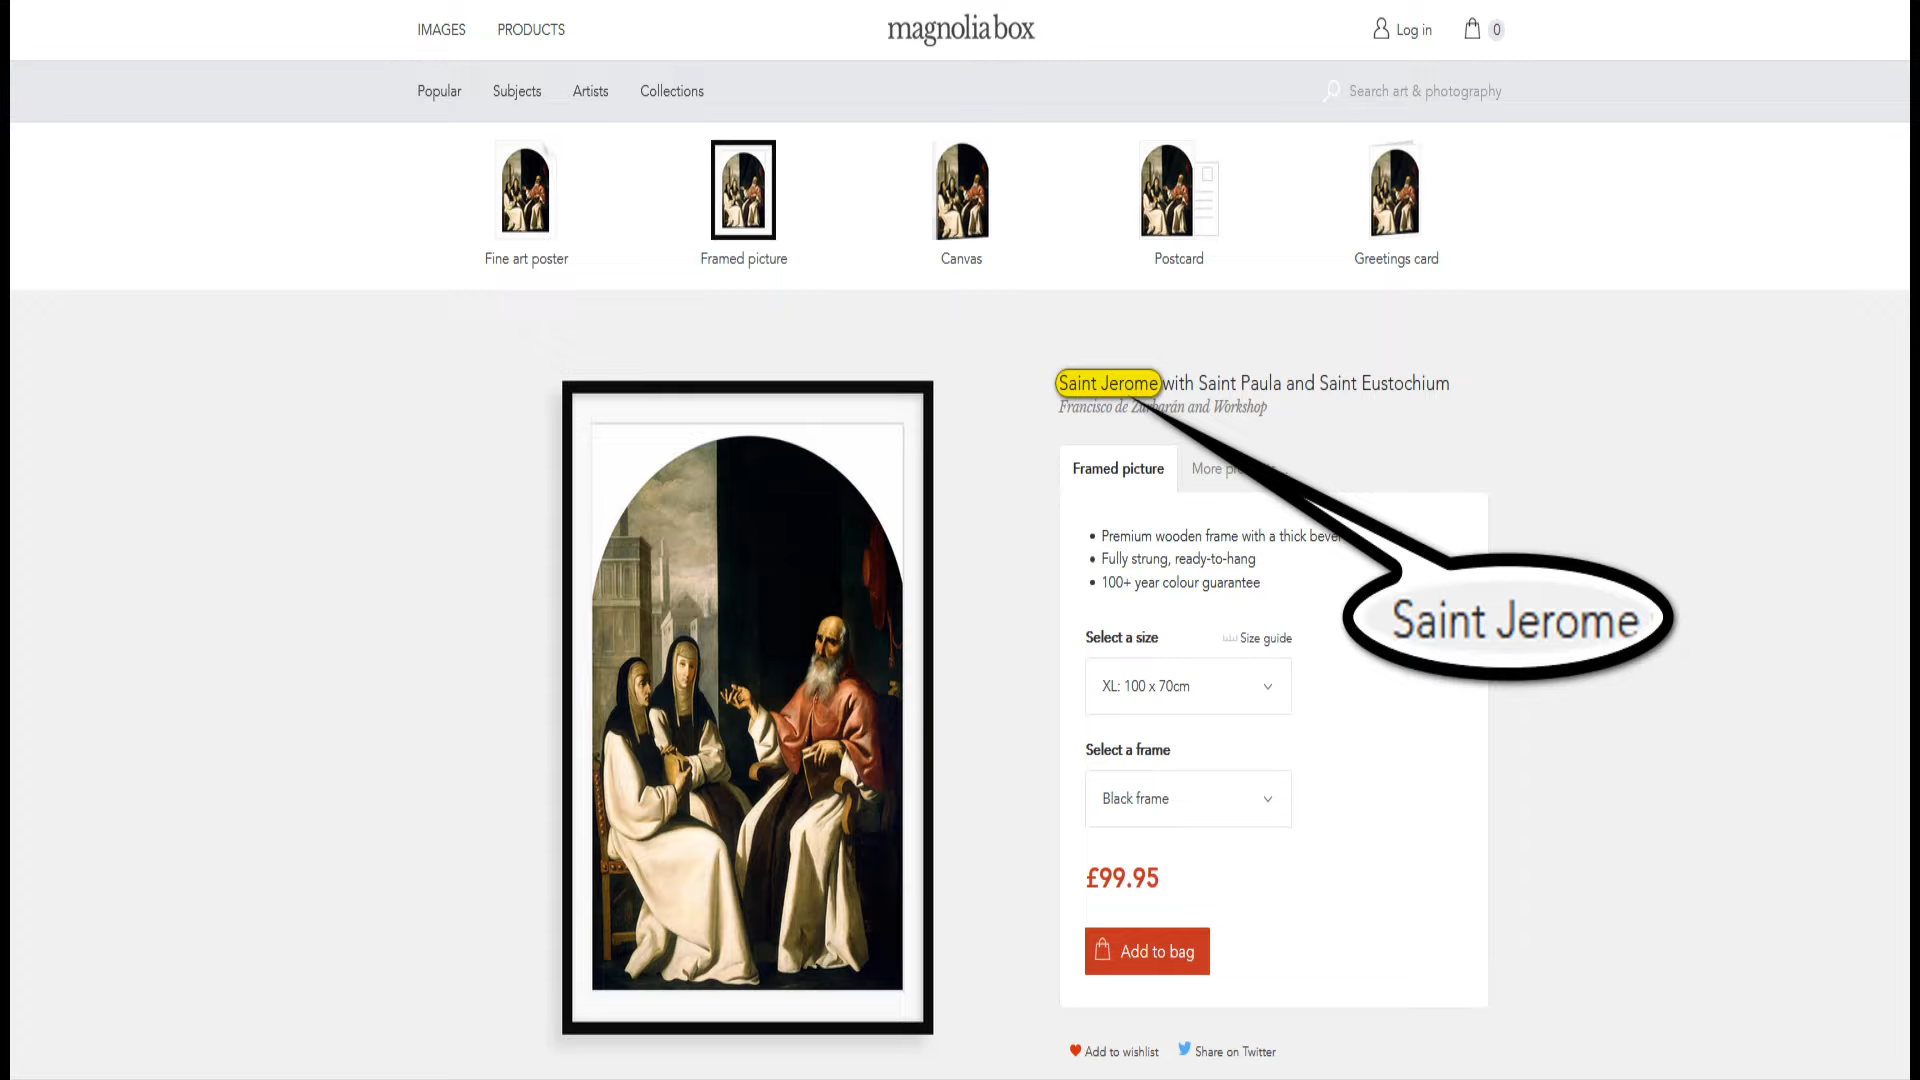 IMAGES PRODUCTS magnolia box Log in 0
Popular Subjects Artists Collections Search art & photography
Fine art poster Framed picture Canvas Postcard Greetings card
Saint Jerome with Saint Paula and Saint Eustochium
Francisco de Zurbarán and Workshop
Framed picture More
Premium wooden frame with a thick
Fully strung, ready-to-hang
100+ year colour guarantee
Saint Jerome
Select a size Size guide
XL: 100 x 70cm
Select a frame
Black frame
£99.95
Add to bag
Add to wishlist Share on Twitter